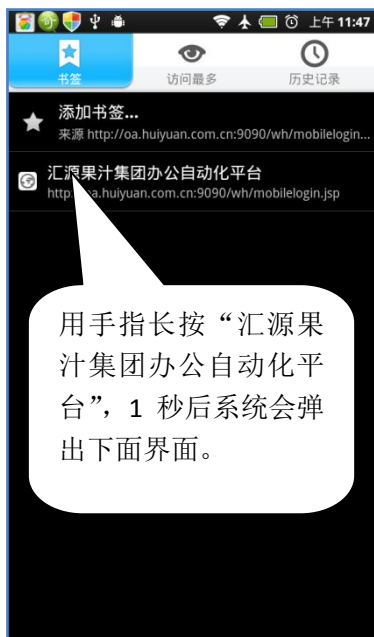 上午 11:47
书签
访问最多
历史记录
添加书签...
来源 http://oa.huiyuan.com.cn:9090/wh/mobilelogin...
汇源果汁集团办公自动化平台
http oa.huiyuan.com.cn:9090/wh/mobilelogin.jsp
用手指长按“汇源果
汁集团办公自动化平
台”，1 秒后系统会弹
出下面界面。